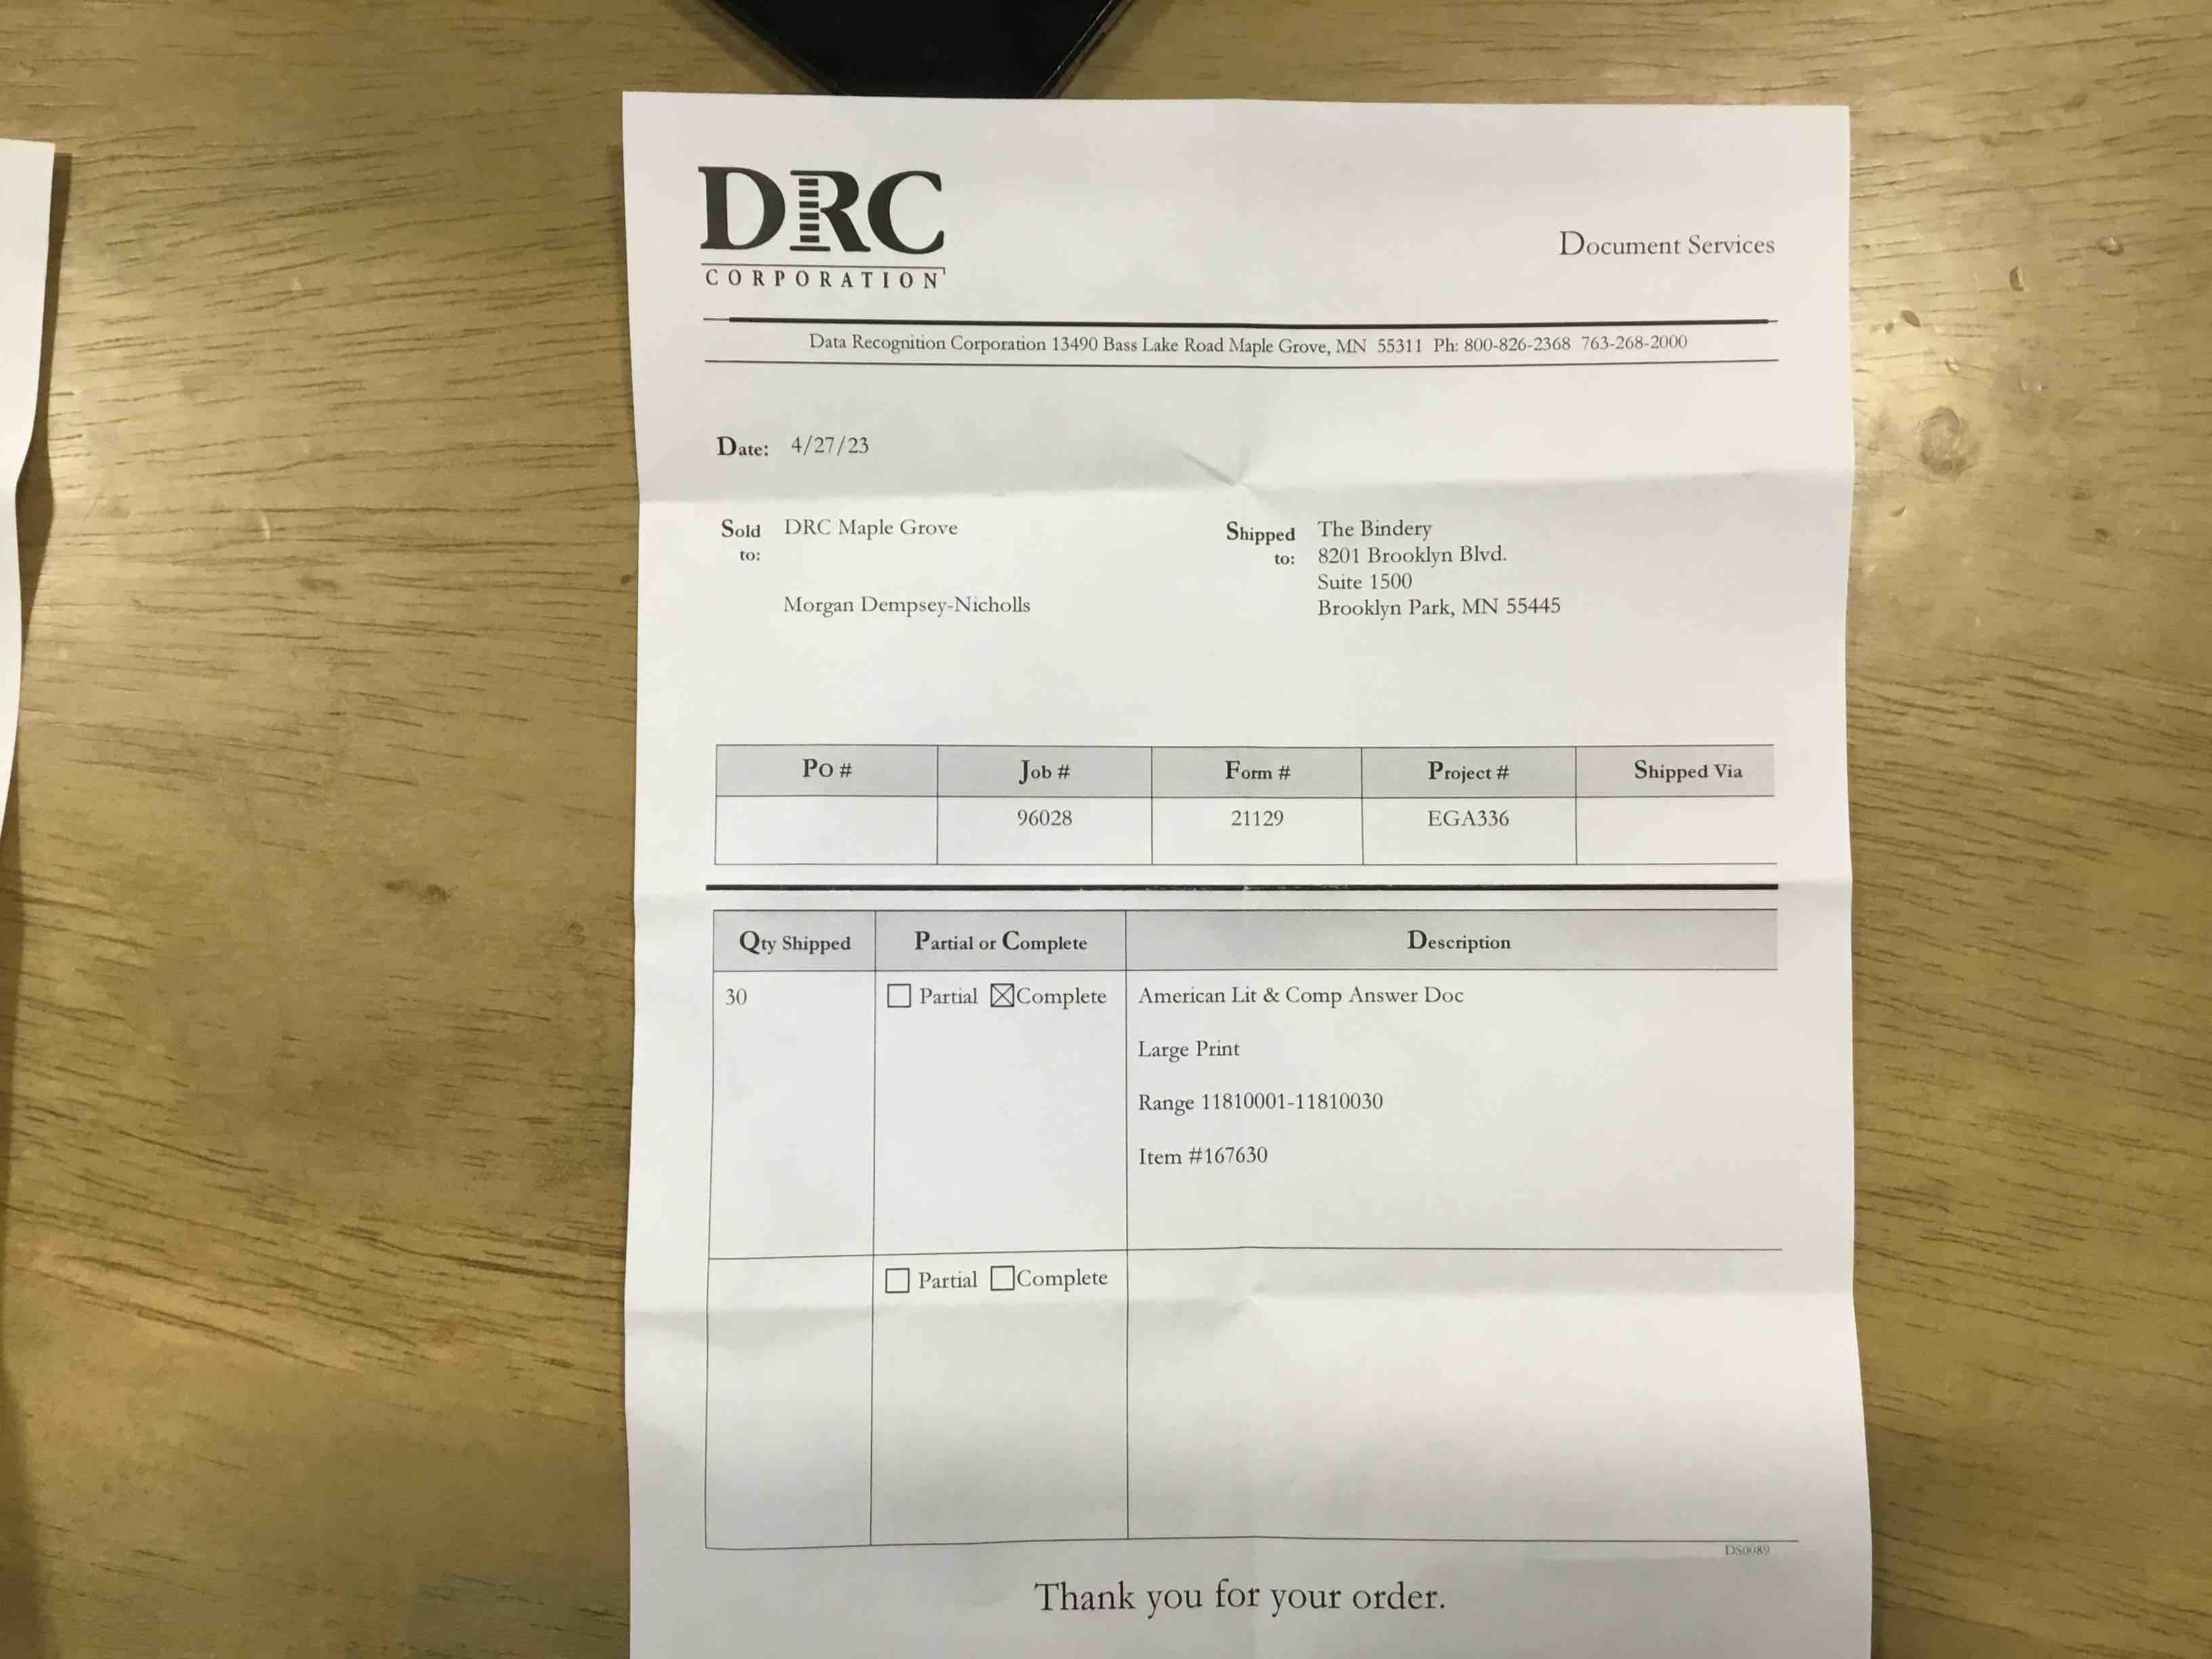 DRC
CORPORATION
Document Services
Data Recognition Corporation 13490 Bass Lake Road Maple Grove, MN 55311 Ph: 800-826-2368 763-268-2000
Date: 4/27/23
Sold to: DRC Maple Grove
Morgan Dempsey-Nicholls
Shipped to: The Bindery
8201 Brooklyn Blvd.
Suite 1500
Brooklyn Park, MN 55445
PO # Job # Form # Project # Shipped Via
96028 21129 EGA336
Qty Shipped Partial or Complete Description
30 ☐ Partial ☒ Complete American Lit & Comp Answer Doc
Large Print
Range 11810001-11810030
Item #167630
☐ Partial ☐ Complete
DS0089
Thank you for your order.